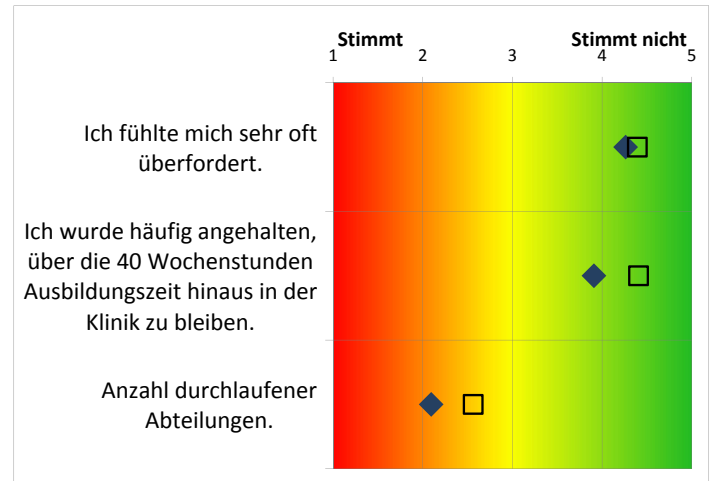 Stimmt Stimmt nicht
1 2 3 4 5
Ich fühlte mich sehr oft
überfordert.
Ich wurde häufig angehalten,
über die 40 Wochenstunden
Ausbildungszeit hinaus in der
Klinik zu bleiben.
Anzahl durchlaufener
Abteilungen.